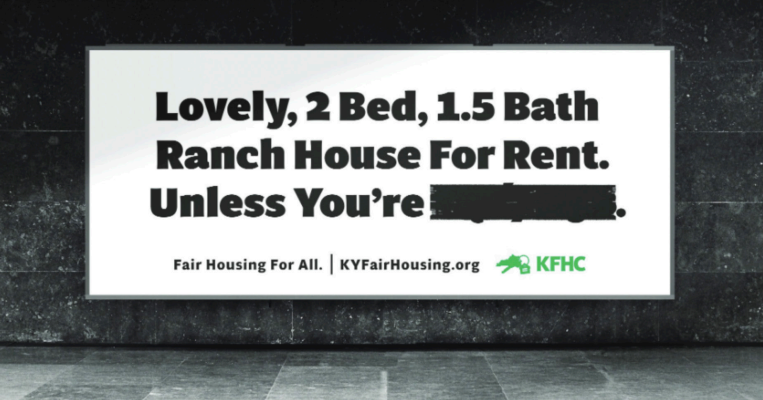 Lovely, 2 Bed, 1.5 Bath
Ranch House For Rent.
Unless You're
Fair Housing For All. | KYFairHousing.org KFHC